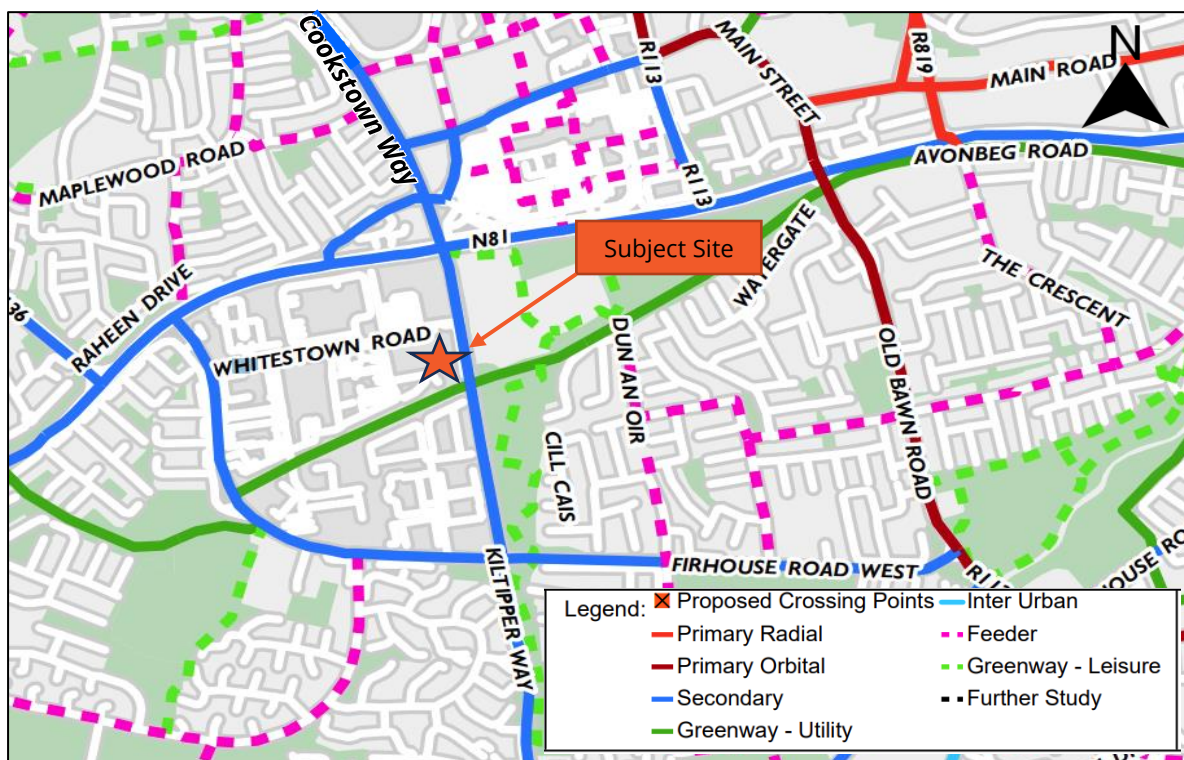 Cookstown Way
R113
MAIN STREET
R819
N
MAIN ROAD
MAPLEWOOD ROAD
R113
AVONBEG ROAD
N81
Subject Site
WATERGATE
THE CRESCENT
RAHEEN DRIVE
WHITESTOWN ROAD
DUN AN OIR
OLD BAWN ROAD
CILL CAIS
KILTIPPER WAY
FIRHOUSE ROAD WEST
Legend:
Proposed Crossing Points
Inter Urban
Primary Radial
Feeder
Primary Orbital
Greenway - Leisure
Secondary
Further Study
Greenway - Utility